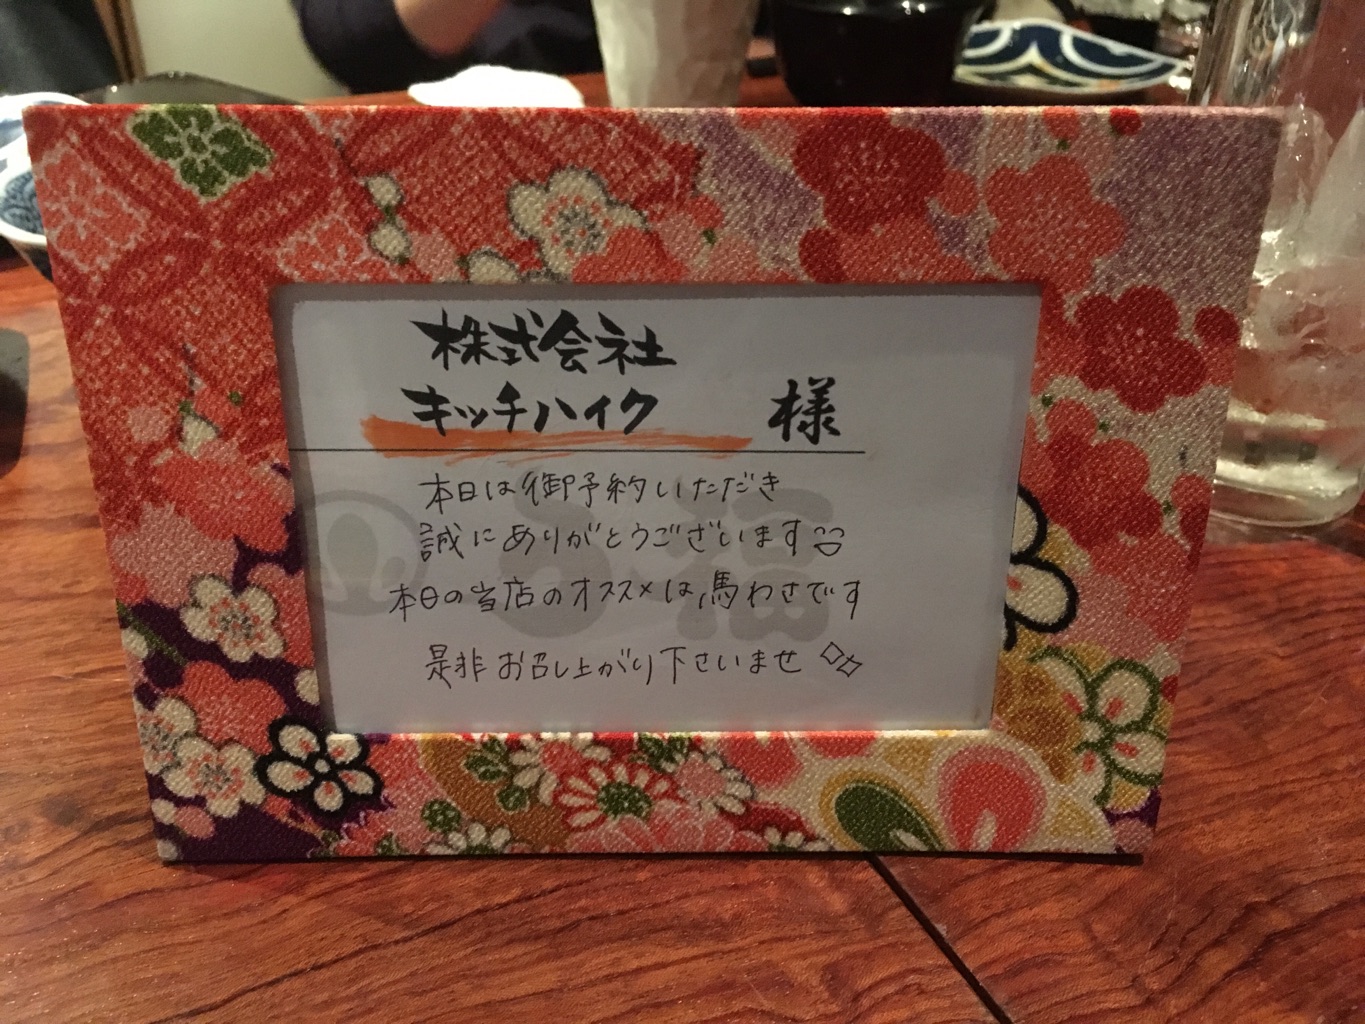 株式会社
キッチハイク 様
本日は御予約いただき
誠にありがとうございます
本日の当店のオススメは、馬わさです
是非お召し上がり下さいませ
福